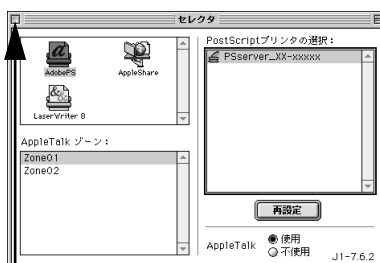 セレクタ
AdobePS
AppleShare
LaserWriter 8
AppleTalk ゾーン：
Zone01
Zone02
PostScriptプリンタの選択：
PSserver_XX-xxxxx
再設定
AppleTalk
使用
不使用
J1-7.6.2